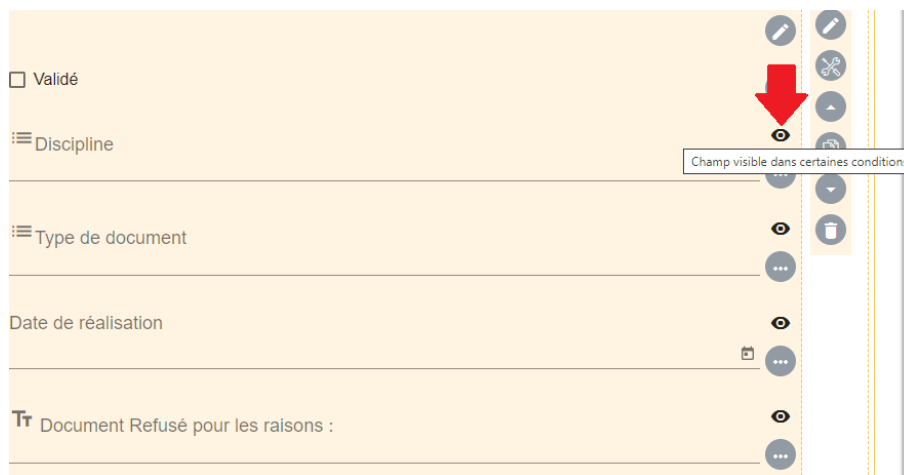 Validé
Discipline
Champ visible dans certaines condition
Type de document
Date de réalisation
Document Refusé pour les raisons :